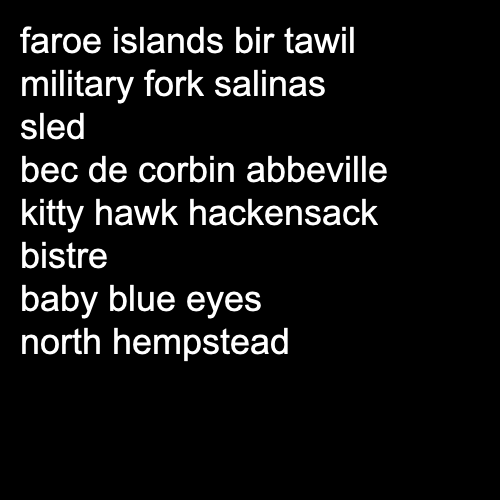 faroe islands bir tawil
military fork salinas
sled
bec de corbin abbeville
kitty hawk hackensack
bistre
baby blue eyes
north hempstead